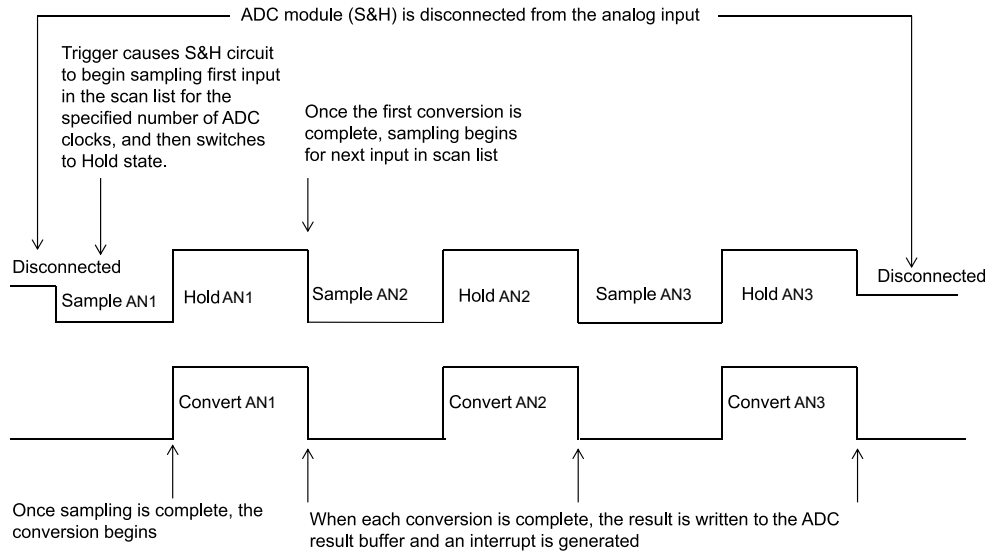 ADC module (S&H) is disconnected from the analog input
Trigger causes S&H circuit
to begin sampling first input
in the scan list for the
specified number of ADC
clocks, and then switches
to Hold state.
Once the first conversion is
complete, sampling begins
for next input in scan list
Disconnected
Sample AN1
Hold AN1
Sample AN2
Hold AN2
Sample AN3
Hold AN3
Disconnected
Convert AN1
Convert AN2
Convert AN3
Once sampling is complete, the
conversion begins
When each conversion is complete, the result is written to the ADC
result buffer and an interrupt is generated